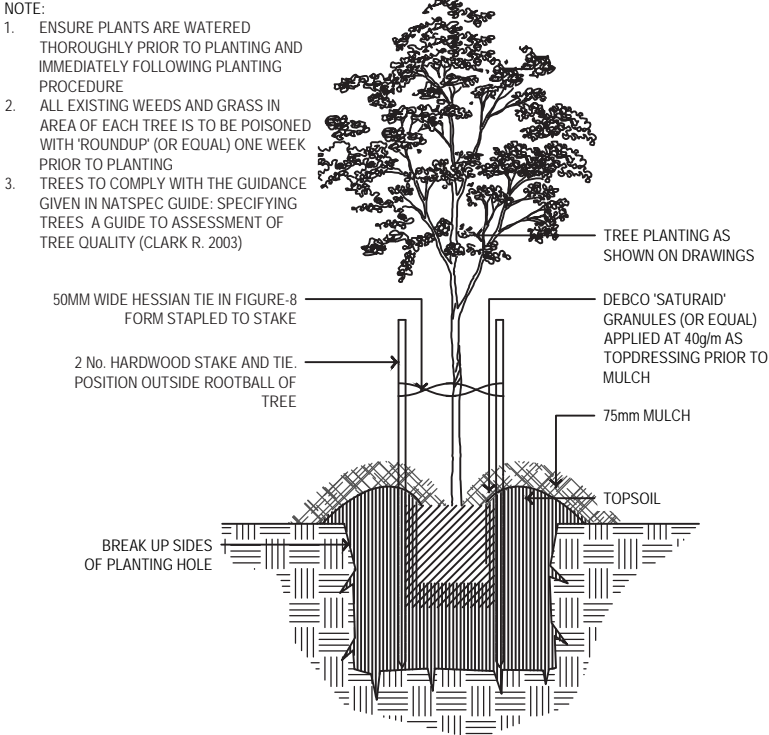 NOTE:
1. ENSURE PLANTS ARE WATERED
THOROUGHLY PRIOR TO PLANTING AND
IMMEDIATELY FOLLOWING PLANTING
PROCEDURE
2. ALL EXISTING WEEDS AND GRASS IN
AREA OF EACH TREE IS TO BE POISONED
WITH 'ROUNDUP' (OR EQUAL) ONE WEEK
PRIOR TO PLANTING
3. TREES TO COMPLY WITH THE GUIDANCE
GIVEN IN NATSPEC GUIDE: SPECIFYING
TREES A GUIDE TO ASSESSMENT OF
TREE QUALITY (CLARK R. 2003)
50MM WIDE HESSIAN TIE IN FIGURE-8
FORM STAPLED TO STAKE
2 No. HARDWOOD STAKE AND TIE.
POSITION OUTSIDE ROOTBALL OF
TREE
BREAK UP SIDES
OF PLANTING HOLE
TREE PLANTING AS
SHOWN ON DRAWINGS
DEBCO 'SATURAID'
GRANULES (OR EQUAL)
APPLIED AT 40g/m AS
TOPDRESSING PRIOR TO
MULCH
75mm MULCH
TOPSOIL